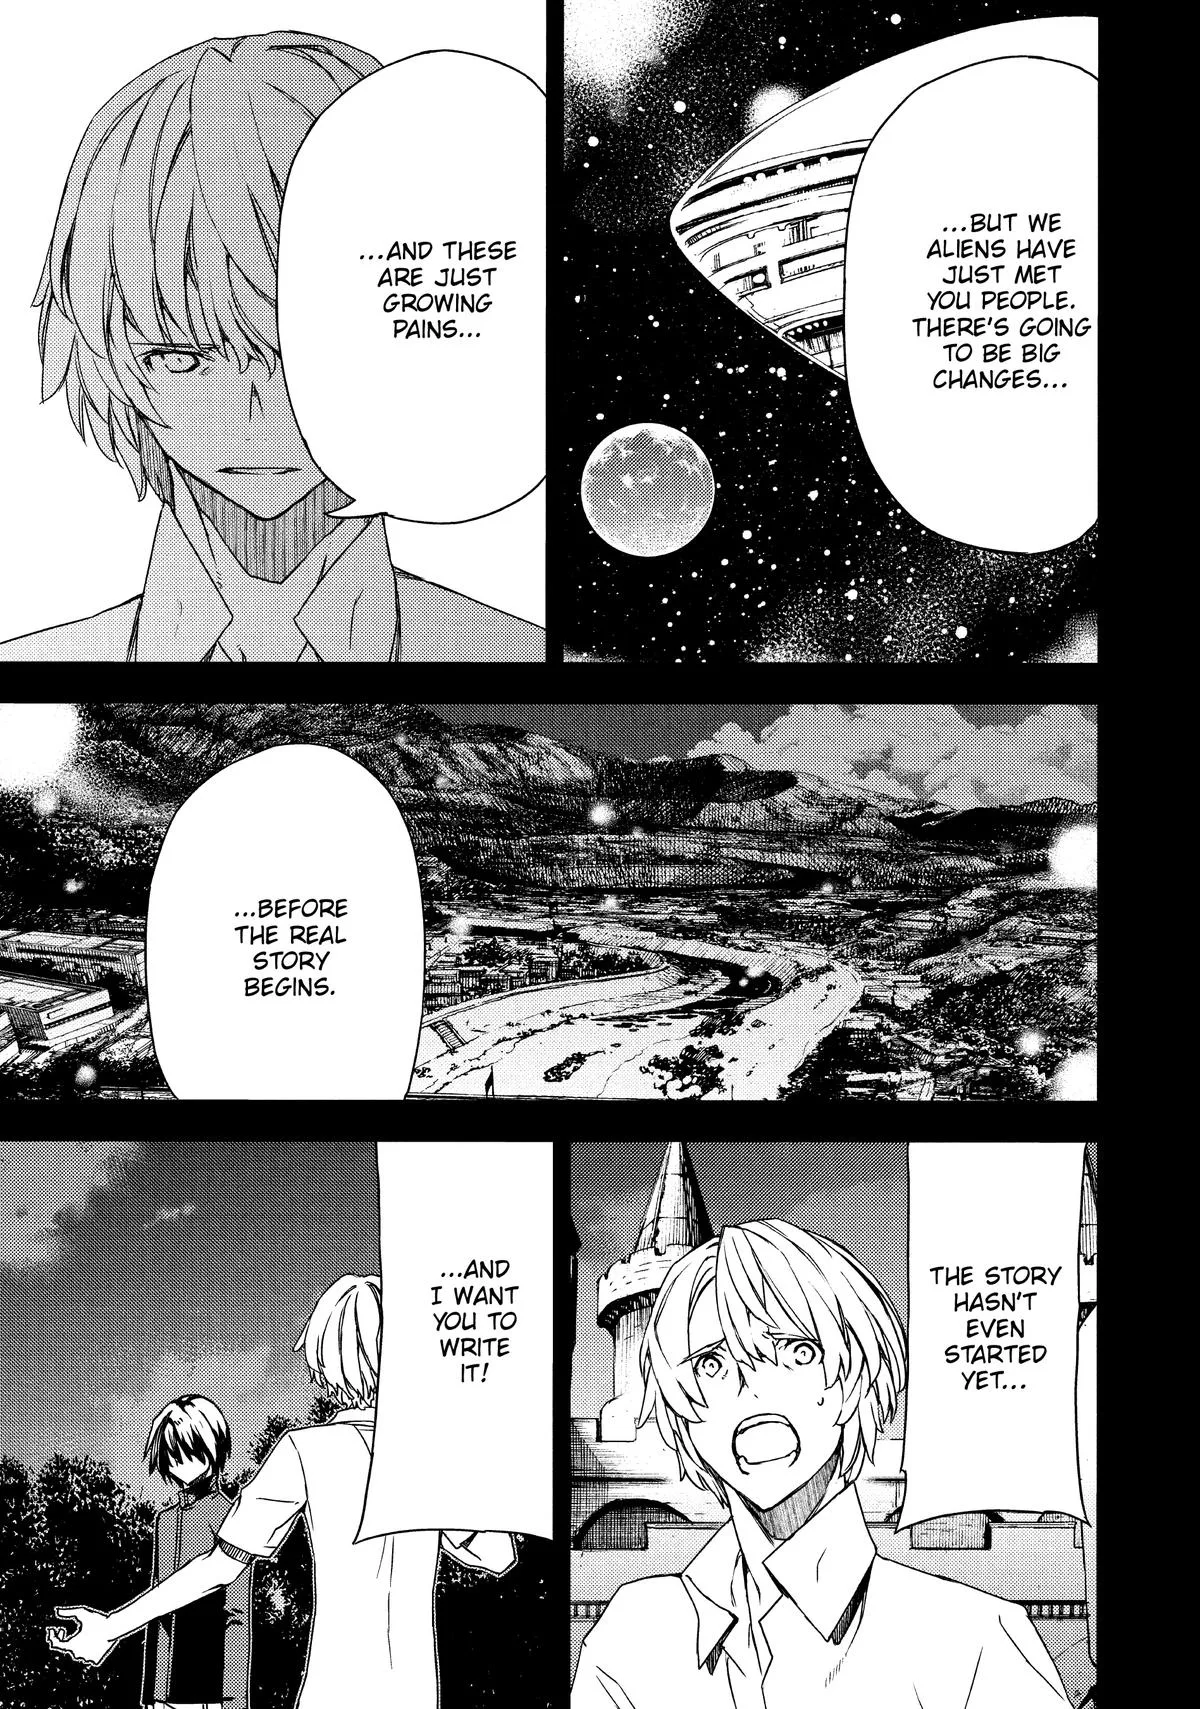 ...BUT WE
ALIENS HAVE
JUST MET
YOU PEOPLE.
THERE'S GOING
TO BE BIG
CHANGES...
...AND THESE
ARE JUST
GROWING
PAINS...
...BEFORE
THE REAL
STORY
BEGINS.
THE STORY
HASN'T
EVEN
STARTED
YET...
...AND
I WANT
YOU TO
WRITE
IT!